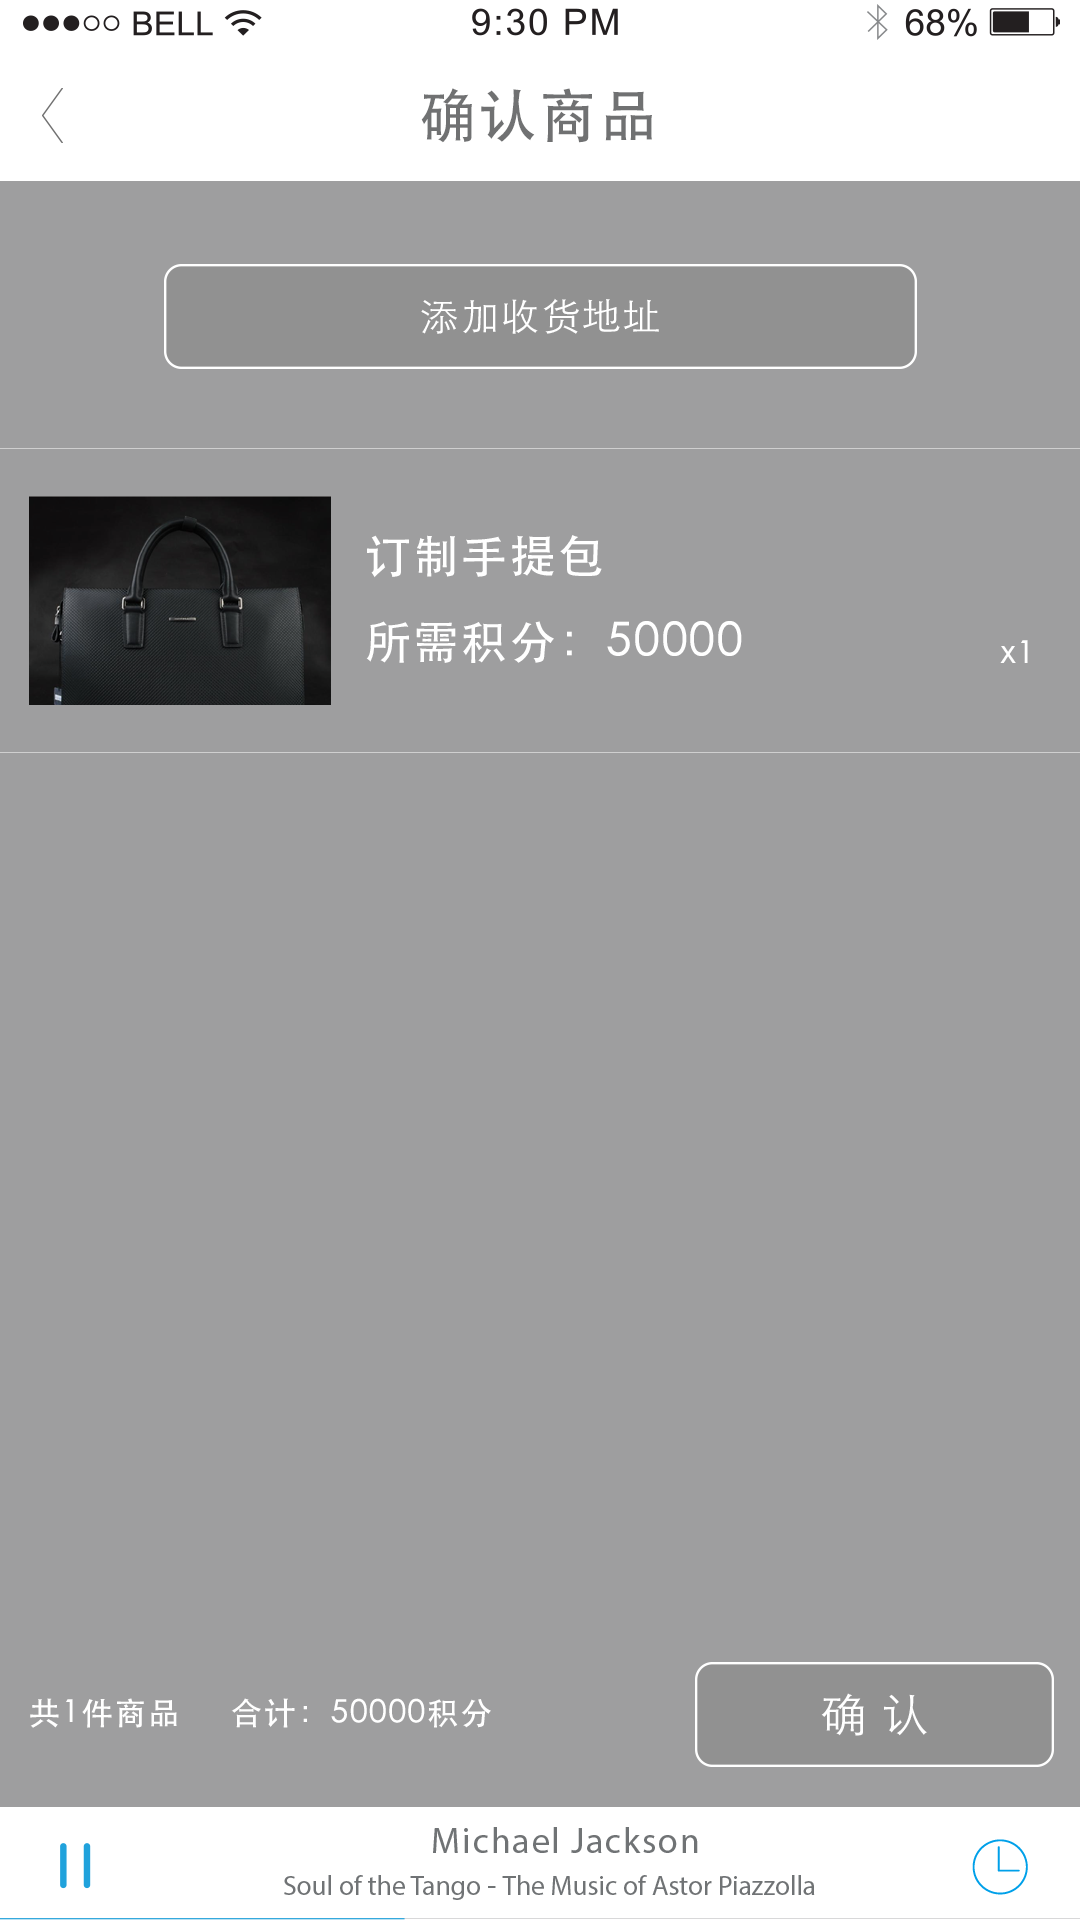 BELL 9:30 PM 68%
确认商品
添加收货地址
订制手提包
所需积分：50000
x1
共1件商品 合计：50000积分
确 认
Michael Jackson
Soul of the Tango - The Music of Astor Piazzolla